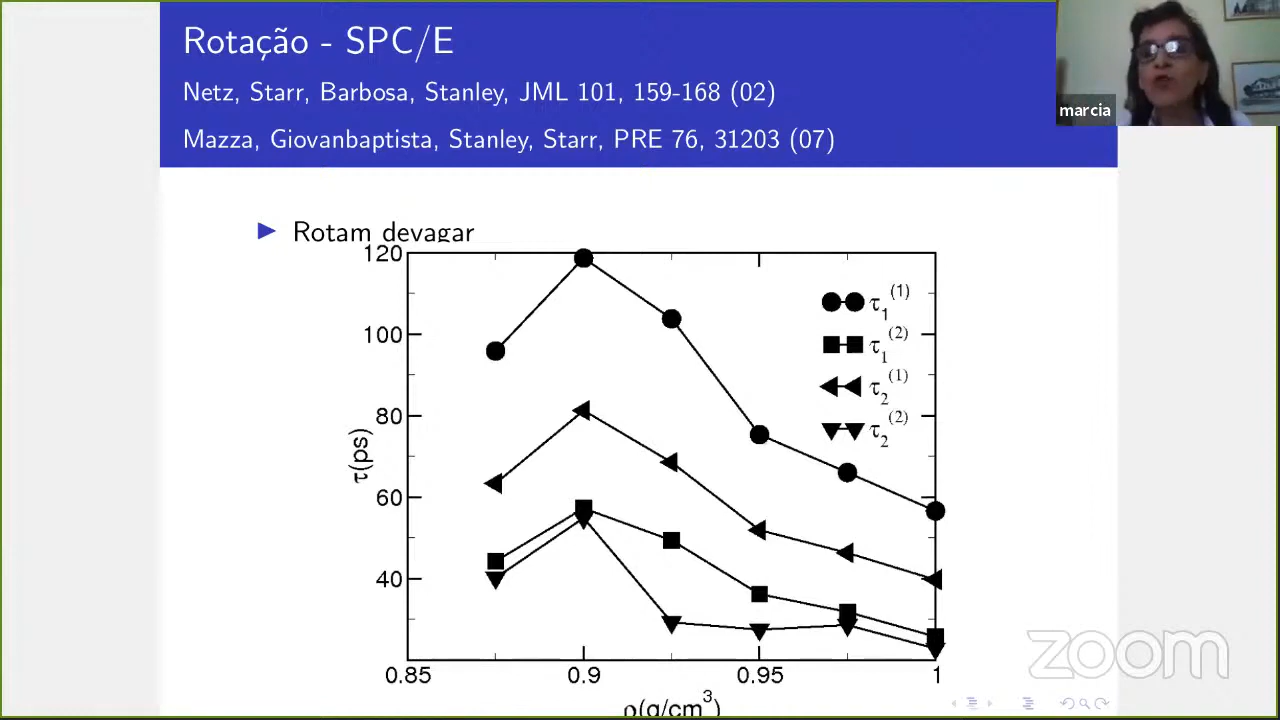 Rotação - SPC/E
Netz, Starr, Barbosa, Stanley, JML 101, 159-168 (02)
Mazza, Giovanbaptista, Stanley, Starr, PRE 76, 31203 (07)
marcia
Rotam devagar
120
100
80
60
40
τ(ps)
τ₁⁽¹⁾
τ₁⁽²⁾
τ₂⁽¹⁾
τ₂⁽²⁾
0.85 0.9 0.95 1
ρ(g/cm³)
zoom